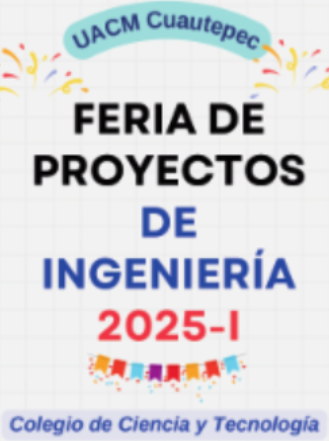 UACM Cuautepec
FERIA DE
PROYECTOS
DE
INGENIERÍA
2025-I
Colegio de Ciencia y Tecnología